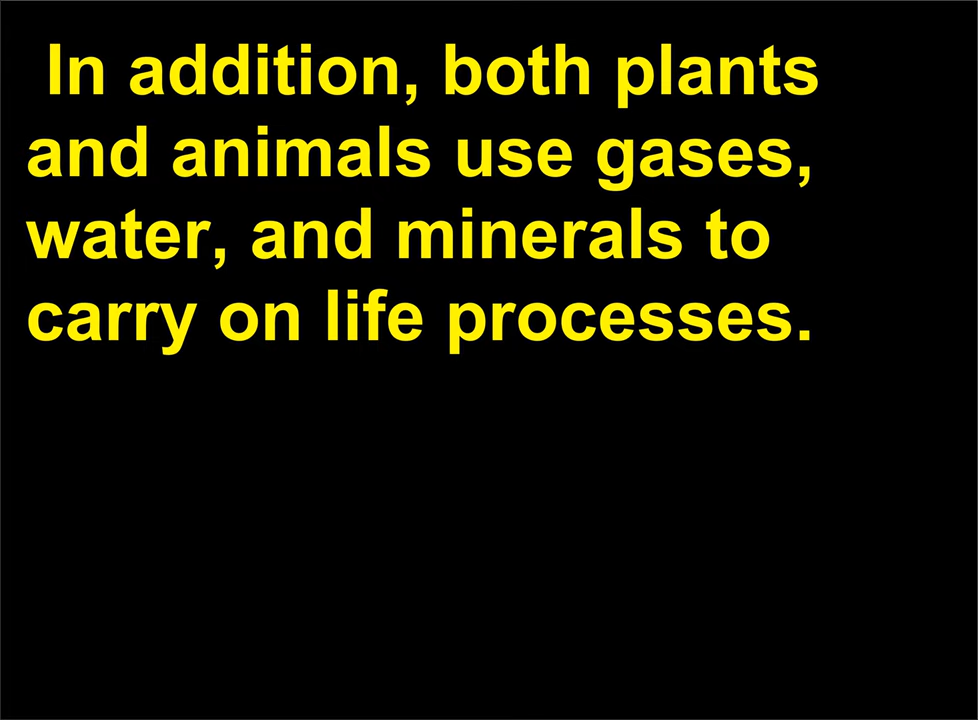 In addition, both plants
and animals use gases,
water, and minerals to
carry on life processes.